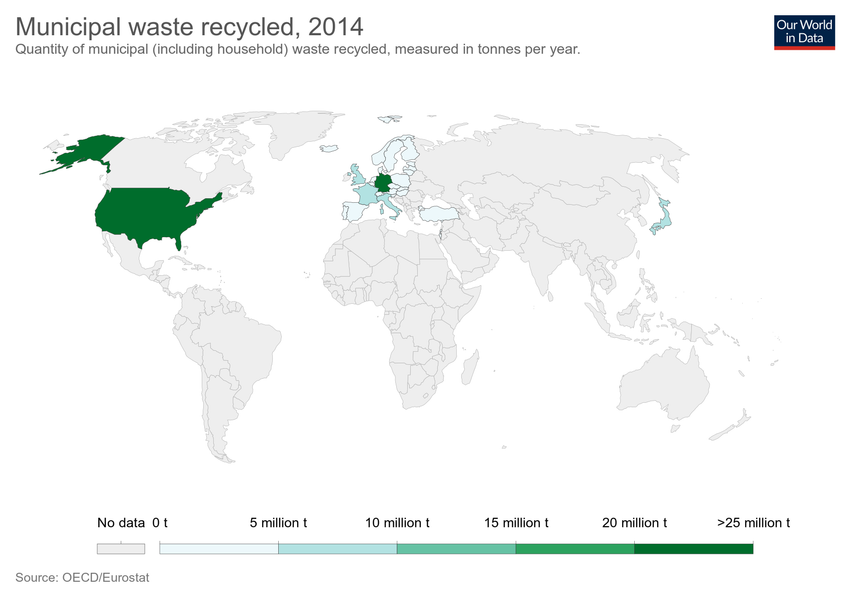 Municipal waste recycled, 2014
Quantity of municipal (including household) waste recycled, measured in tonnes per year.
Our World
in Data
No data 0 t 5 million t 10 million t 15 million t 20 million t >25 million t
Source: OECD/Eurostat